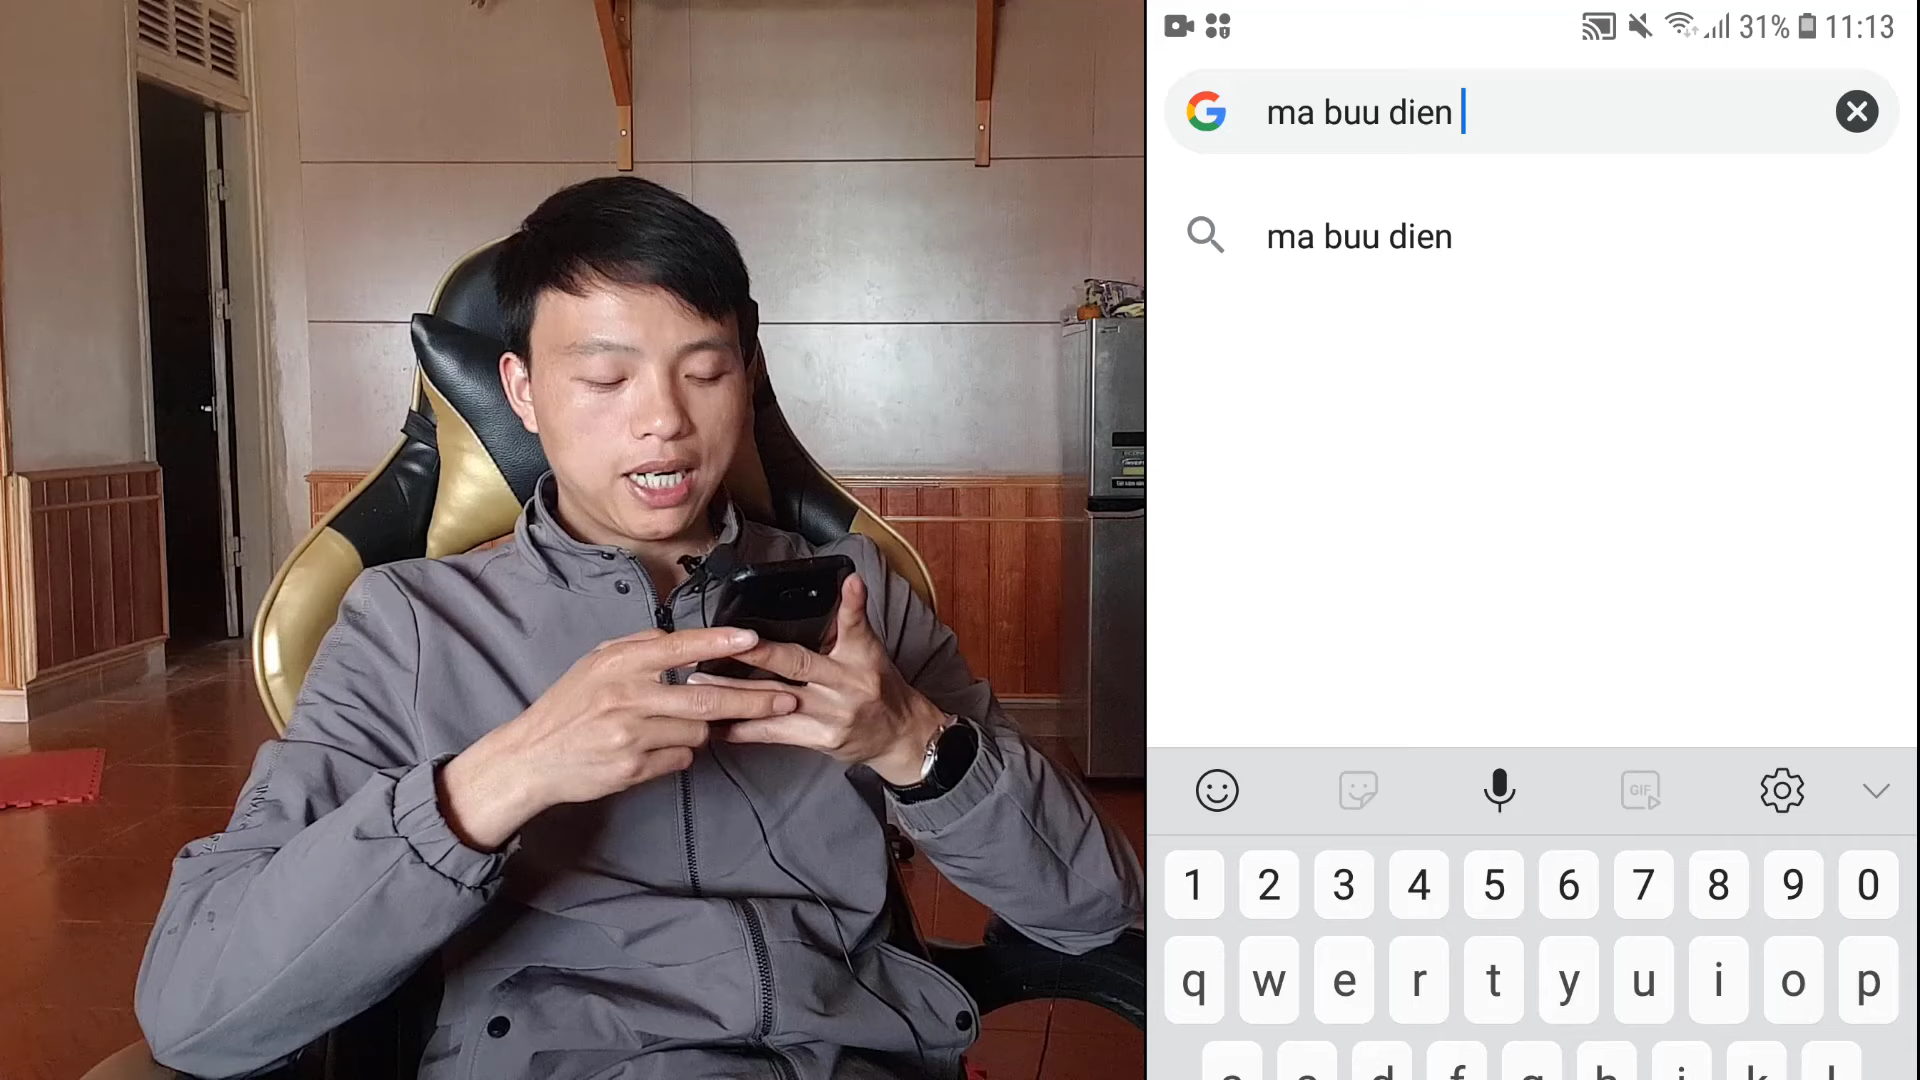 31% 11:13
ma buu dien
ma buu dien
GIF
1 2 3 4 5 6 7 8 9 0
q w e r t y u i o p